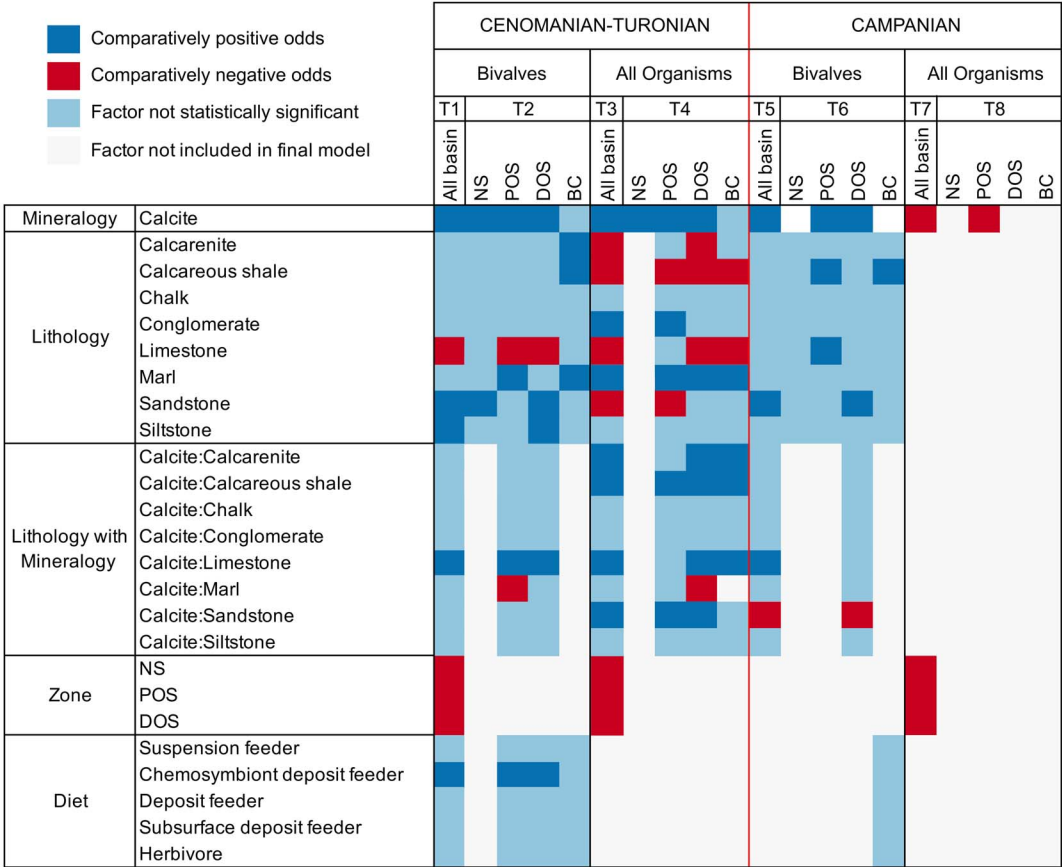 CENOMANIAN-TURONIAN CAMPANIAN
Comparatively positive odds
Comparatively negative odds
Factor not statistically significant
Factor not included in final model
Bivalves All Organisms Bivalves All Organisms
T1 T2 T3 T4 T5 T6 T7 T8
All basin NS POS DOS BC All basin NS POS DOS BC All basin NS POS DOS BC All basin NS POS DOS BC
Mineralogy Calcite
Lithology
Calcarenite
Calcareous shale
Chalk
Conglomerate
Limestone
Marl
Sandstone
Siltstone
Lithology with
Mineralogy
Calcite:Calcarenite
Calcite:Calcareous shale
Calcite:Chalk
Calcite:Conglomerate
Calcite:Limestone
Calcite:Marl
Calcite:Sandstone
Calcite:Siltstone
Zone
NS
POS
DOS
Diet
Suspension feeder
Chemosymbiont deposit feeder
Deposit feeder
Subsurface deposit feeder
Herbivore